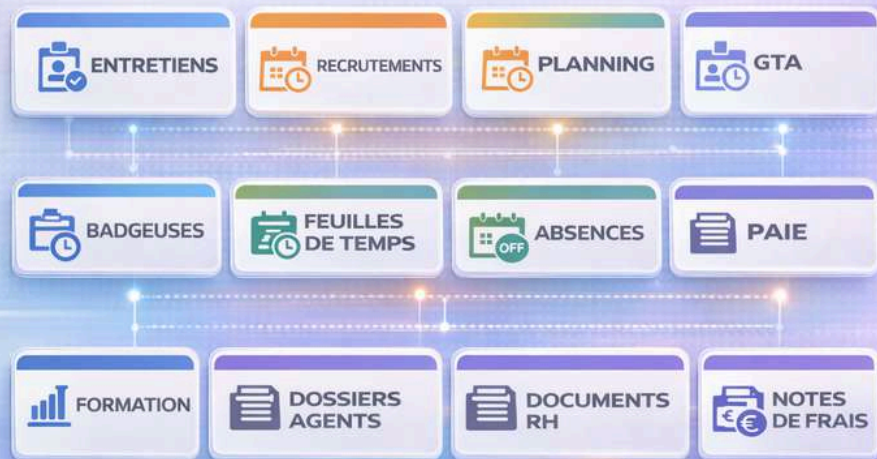 ENTRETIENS
RECRUTEMENTS
PLANNING
GTA
BADGEUSES
FEUILLES
DE TEMPS
ABSENCES
OFF
PAIE
FORMATION
DOSSIERS
AGENTS
DOCUMENTS
RH
NOTES
DE FRAIS
€ €